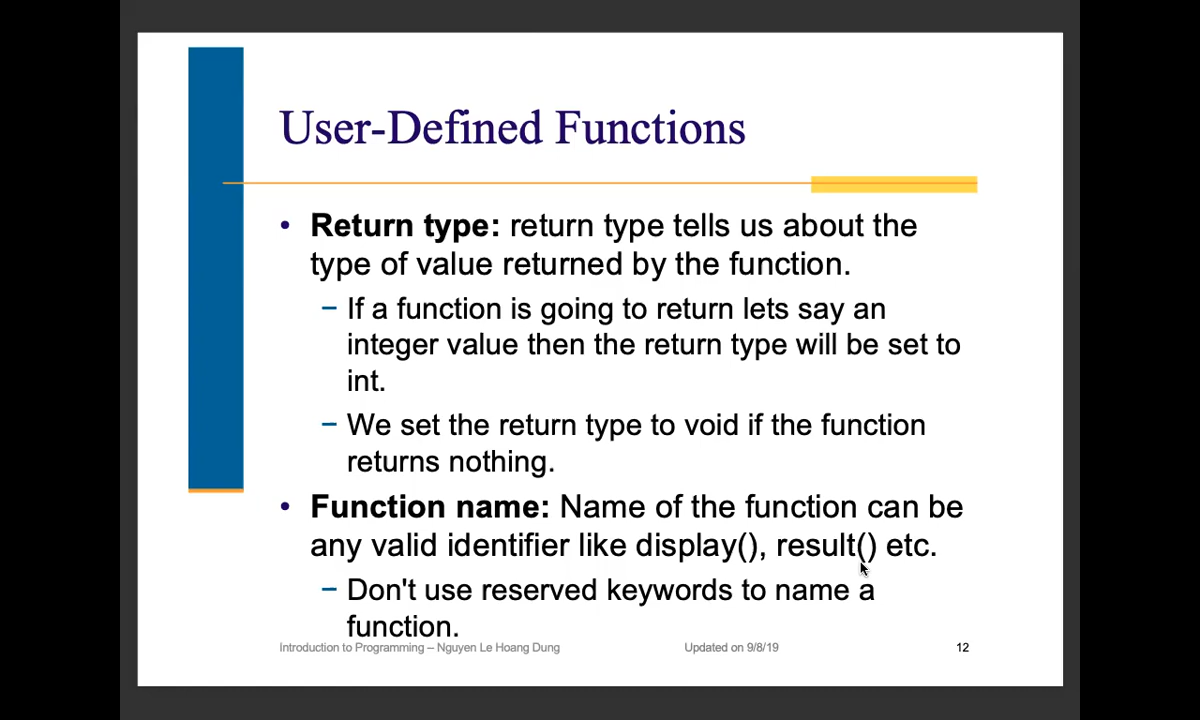 User-Defined Functions
• Return type: return type tells us about the
type of value returned by the function.
– If a function is going to return lets say an
integer value then the return type will be set to
int.
– We set the return type to void if the function
returns nothing.
• Function name: Name of the function can be
any valid identifier like display(), result() etc.
– Don't use reserved keywords to name a
function.
Introduction to Programming – Nguyen Le Hoang Dung Updated on 9/8/19 12